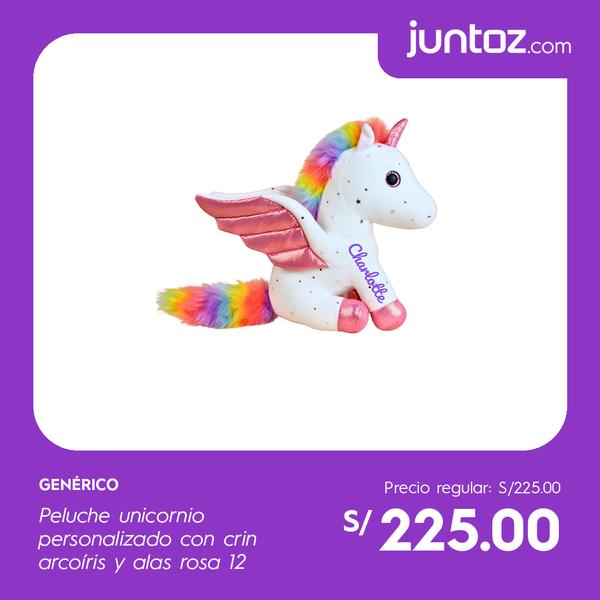 juntoz.com
Charlotte
GENÉRICO
Peluche unicornio
personalizado con crin
arcoíris y alas rosa 12
Precio regular: S/225.00
S/ 225.00